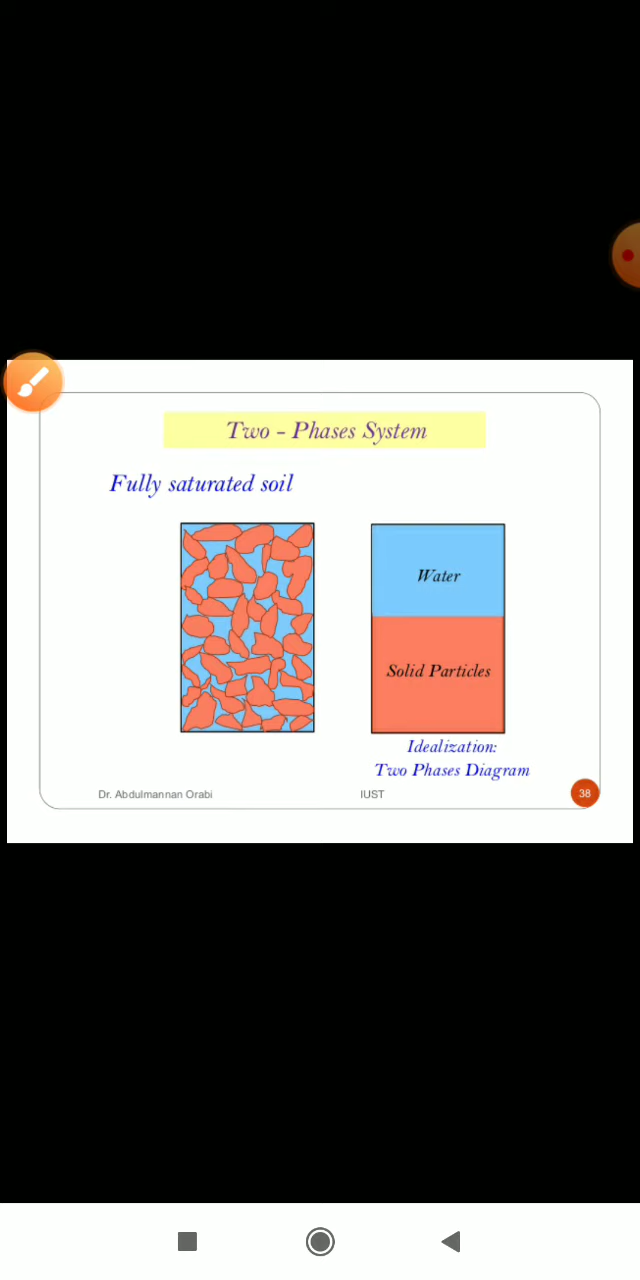 Two - Phases System
Fully saturated soil
Water
Solid Particles
Idealization:
Two Phases Diagram
Dr. Abdulmannan Orabi
IUST
38